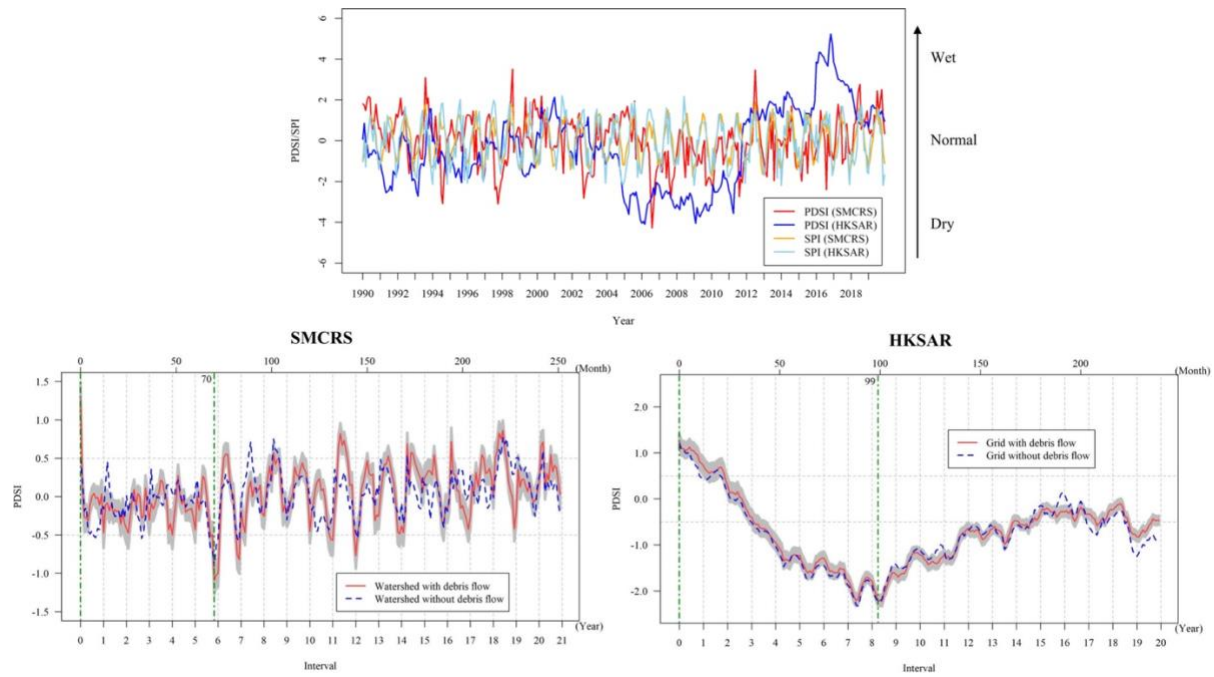 6
4
2
0
-2
-4
-6
PDSI/SPI
PDSI (SMCRS)
PDSI (HKSAR)
SPI (SMCRS)
SPI (HKSAR)
Wet
Normal
Dry
1990 1992 1994 1996 1998 2000 2002 2004 2006 2008 2010 2012 2014 2016 2018
Year
SMCRS
0 50 100 150 200 250
(Month)
70
1.5
1.0
0.5
0.0
-0.5
-1.0
-1.5
PDSI
Watershed with debris flow
Watershed without debris flow
0 1 2 3 4 5 6 7 8 9 10 11 12 13 14 15 16 17 18 19 20 21
(Year)
Interval
HKSAR
0 50 100 150 200
(Month)
99
2.0
1.0
0.0
-1.0
-2.0
PDSI
Grid with debris flow
Grid without debris flow
0 1 2 3 4 5 6 7 8 9 10 11 12 13 14 15 16 17 18 19 20
(Year)
Interval